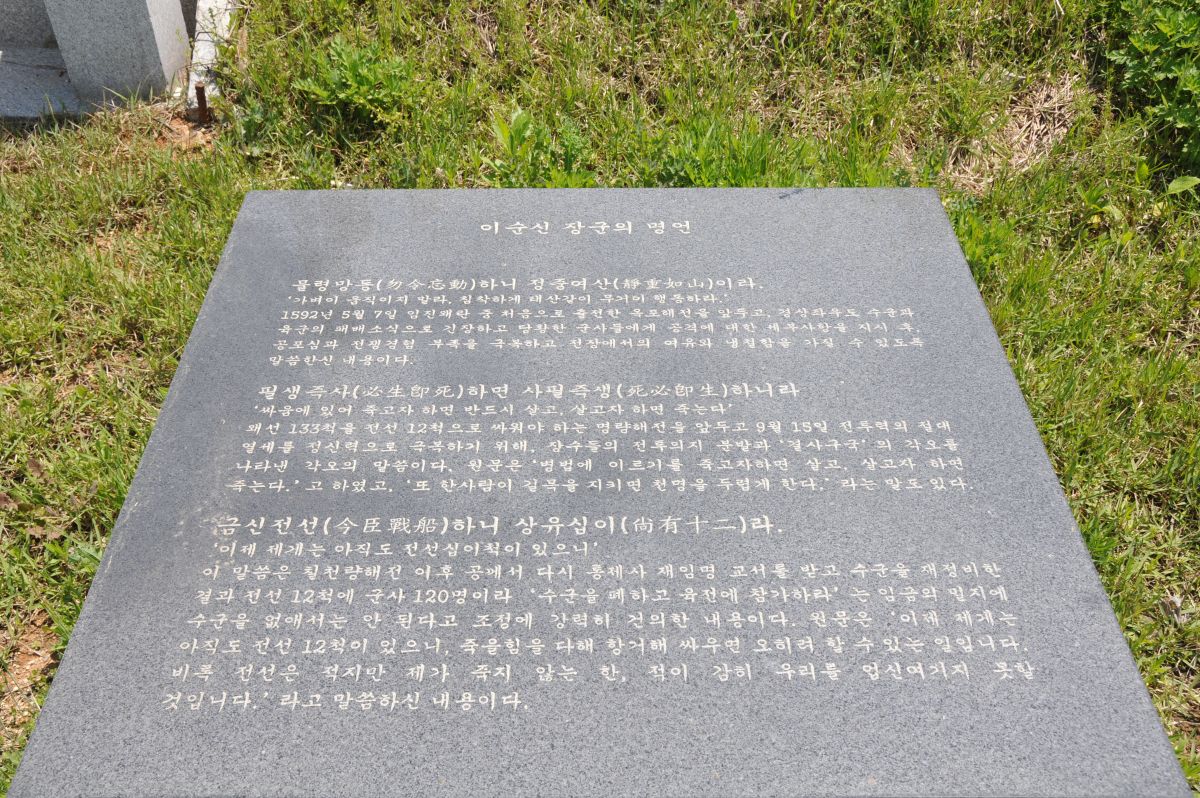 이순신 장군의 명언
물령망동(勿令忘動)하니 정중여산(靜重如山)이라.
'가벼이 움직이지 말라. 침착하게 태산같이 무거이 행동하라.'
1592년 5월 7일 임진왜란 중 처음으로 출전한 옥포해전을 앞두고, 경상좌우도 수군과
육군의 패배소식으로 긴장하고 당황한 군사들에게 공격에 대한 세부사항을 지시 후,
공포심과 전쟁경험 부족을 극복하고 전장에서의 여유와 냉철함을 가질 수 있도록
말씀한신 내용이다.
필생즉사(必生卽死)하면 사필즉생(死必卽生)하니라
'싸움에 있어 죽고자 하면 반드시 살고, 살고자 하면 죽는다'
왜선 133척을 전선 12척으로 싸워야 하는 명량해전을 앞두고 9월 15일 전투력의 절대
열세를 정신력으로 극복하기 위해, 장수들의 전투의지 분발과 '결사구국'의 각오를
나타낸 각오의 말씀이다. 원문은 '병법에 이르기를 죽고자하면 살고, 살고자 하면
죽는다.'고 하였고, '또 한사람이 길목을 지키면 천명을 두렵게 한다.' 라는 말도 있다.
금신전선(今臣戰船)하니 상유십이(尙有十二)라.
'이제 제게는 아직도 전선십이척이 있으니'
이 말씀은 칠천량해전 이후 공께서 다시 통제사 재임명 교서를 받고 수군을 재정비한
결과 전선 12척에 군사 120명이라 '수군을 폐하고 육전에 참가하라'는 임금의 밀지에
수군을 없애서는 안 된다고 조정에 강력히 건의한 내용이다. 원문은 '이제 제게는
아직도 전선 12척이 있으니, 죽을힘을 다해 항거해 싸우면 오히려 할 수 있는 일입니다.
비록 전선은 적지만 제가 죽지 않는 한, 적이 감히 우리를 업신여기지 못할
것입니다.' 라고 말씀하신 내용이다.